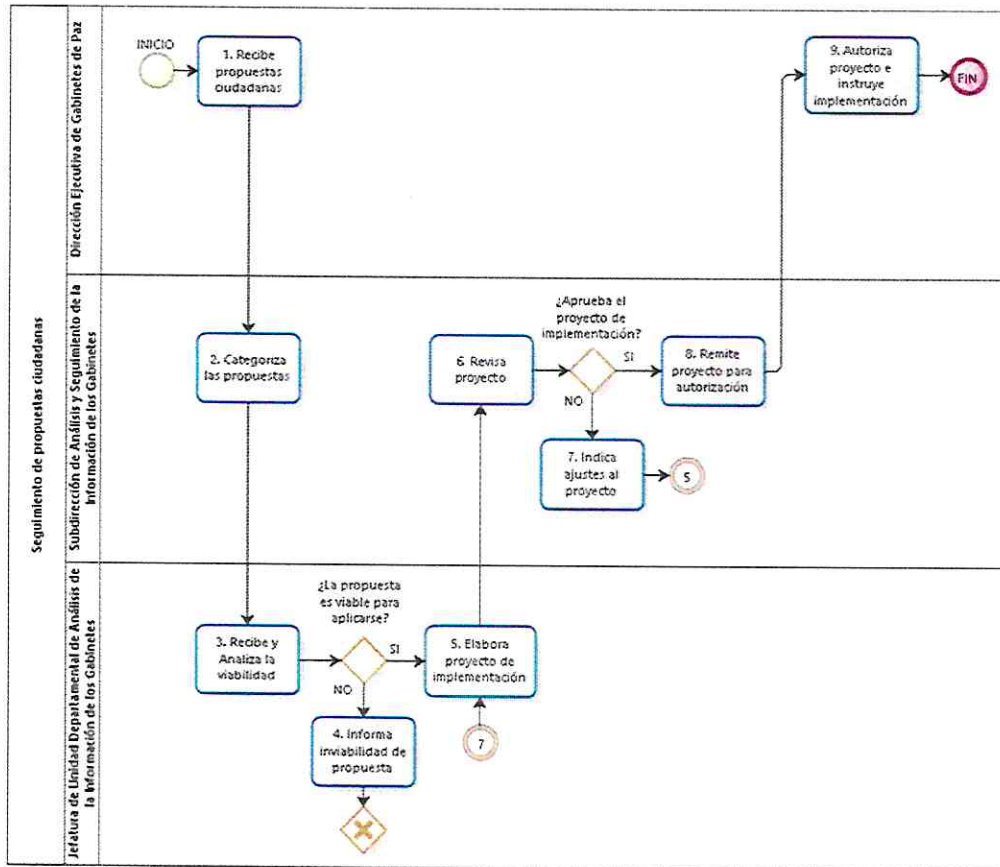 Seguimiento de propuestas ciudadanas
Dirección Ejecutiva de Gabinetes de Paz
INICIO
1. Recibe
propuestas
ciudadanas
9. Autoriza
proyecto e
instruye
implementación
FIN
Subdirección de Análisis y Seguimiento de la
Información de los Gabinetes
2. Categoriza
las propuestas
6. Revisa
proyecto
¿Aprueba el
proyecto de
implementación?
SI
NO
8. Remite
proyecto para
autorización
7. Indica
ajustes al
proyecto
5
Jefatura de Unidad Departamental de Análisis de
la Información de los Gabinetes
3. Recibe y
Analiza la
viabilidad
¿La propuesta
es viable para
aplicarse?
SI
NO
5. Elabora
proyecto de
implementación
4. Informa
inviabilidad de
propuesta
7